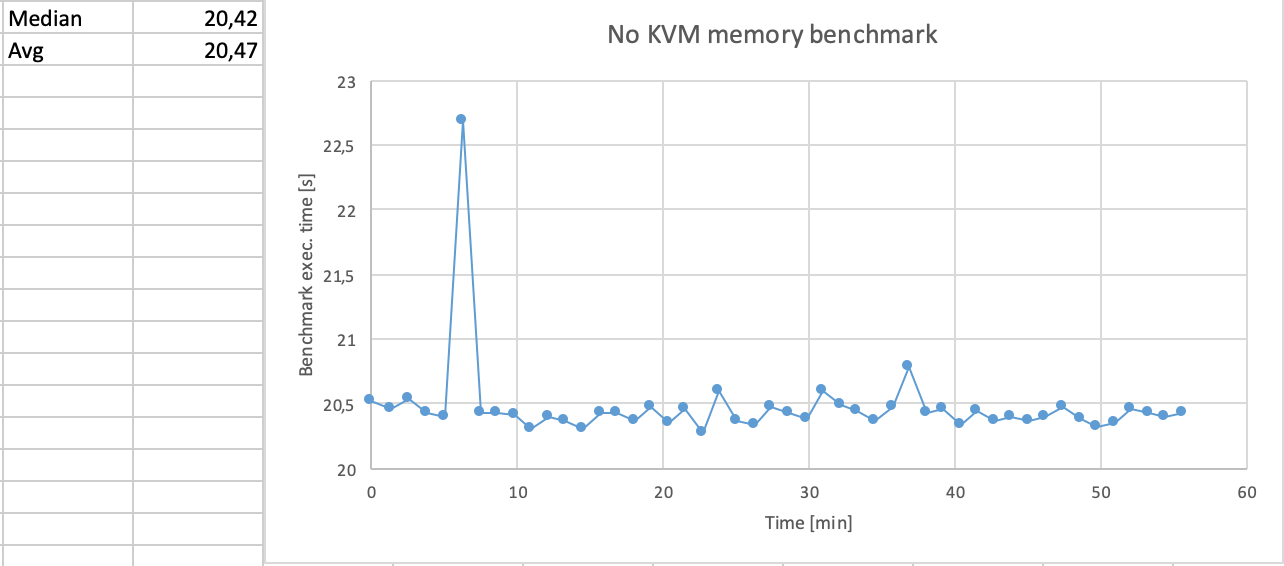 Median 20,42
Avg 20,47
No KVM memory benchmark
23
22,5
22
21,5
21
20,5
20
Benchmark exec. time [s]
0 10 20 30 40 50 60
Time [min]